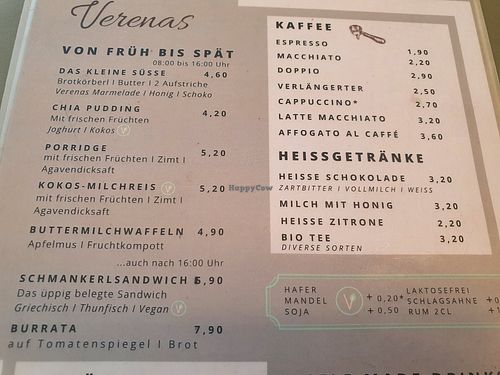 Verenas
VON FRÜH BIS SPÄT
08:00 bis 16:00 Uhr
DAS KLEINE SÜSSE 4,60
Brotkörberl I Butter I 2 Aufstriche
Verenas Marmelade I Honig I Schoko
CHIA PUDDING 4,20
Mit frischen Früchten
Joghurt I Kokos V
PORRIDGE 5,20
mit frischen Früchten I Zimt I
Agavendicksaft
KOKOS-MILCHREIS V 5,20
mit frischen Früchten I Zimt I
Agavendicksaft
BUTTERMILCHWAFFELN 4,90
Apfelmus I Fruchtkompott
...auch nach 16:00 Uhr
SCHMANKERLSANDWICH 6,90
Das üppig belegte Sandwich
Griechisch I Thunfisch I Vegan V
BURRATA 7,90
auf Tomatenspiegel I Brot
KAFFEE
ESPRESSO 1,90
MACCHIATO 2,20
DOPPIO 2,90
VERLÄNGERTER 2,50
CAPPUCCINO* 2,70
LATTE MACCHIATO 3,20
AFFOGATO AL CAFFÉ 3,60
HEISSGETRÄNKE
HEISSE SCHOKOLADE 3,20
ZARTBITTER I VOLLMILCH I WEISS
MILCH MIT HONIG 3,20
HEISSE ZITRONE 2,20
BIO TEE 3,20
DIVERSE SORTEN
HAFER LAKTOSEFREI
MANDEL V + 0,20* SCHLAGSAHNE
SOJA + 0,50 RUM 2CL
HappyCow